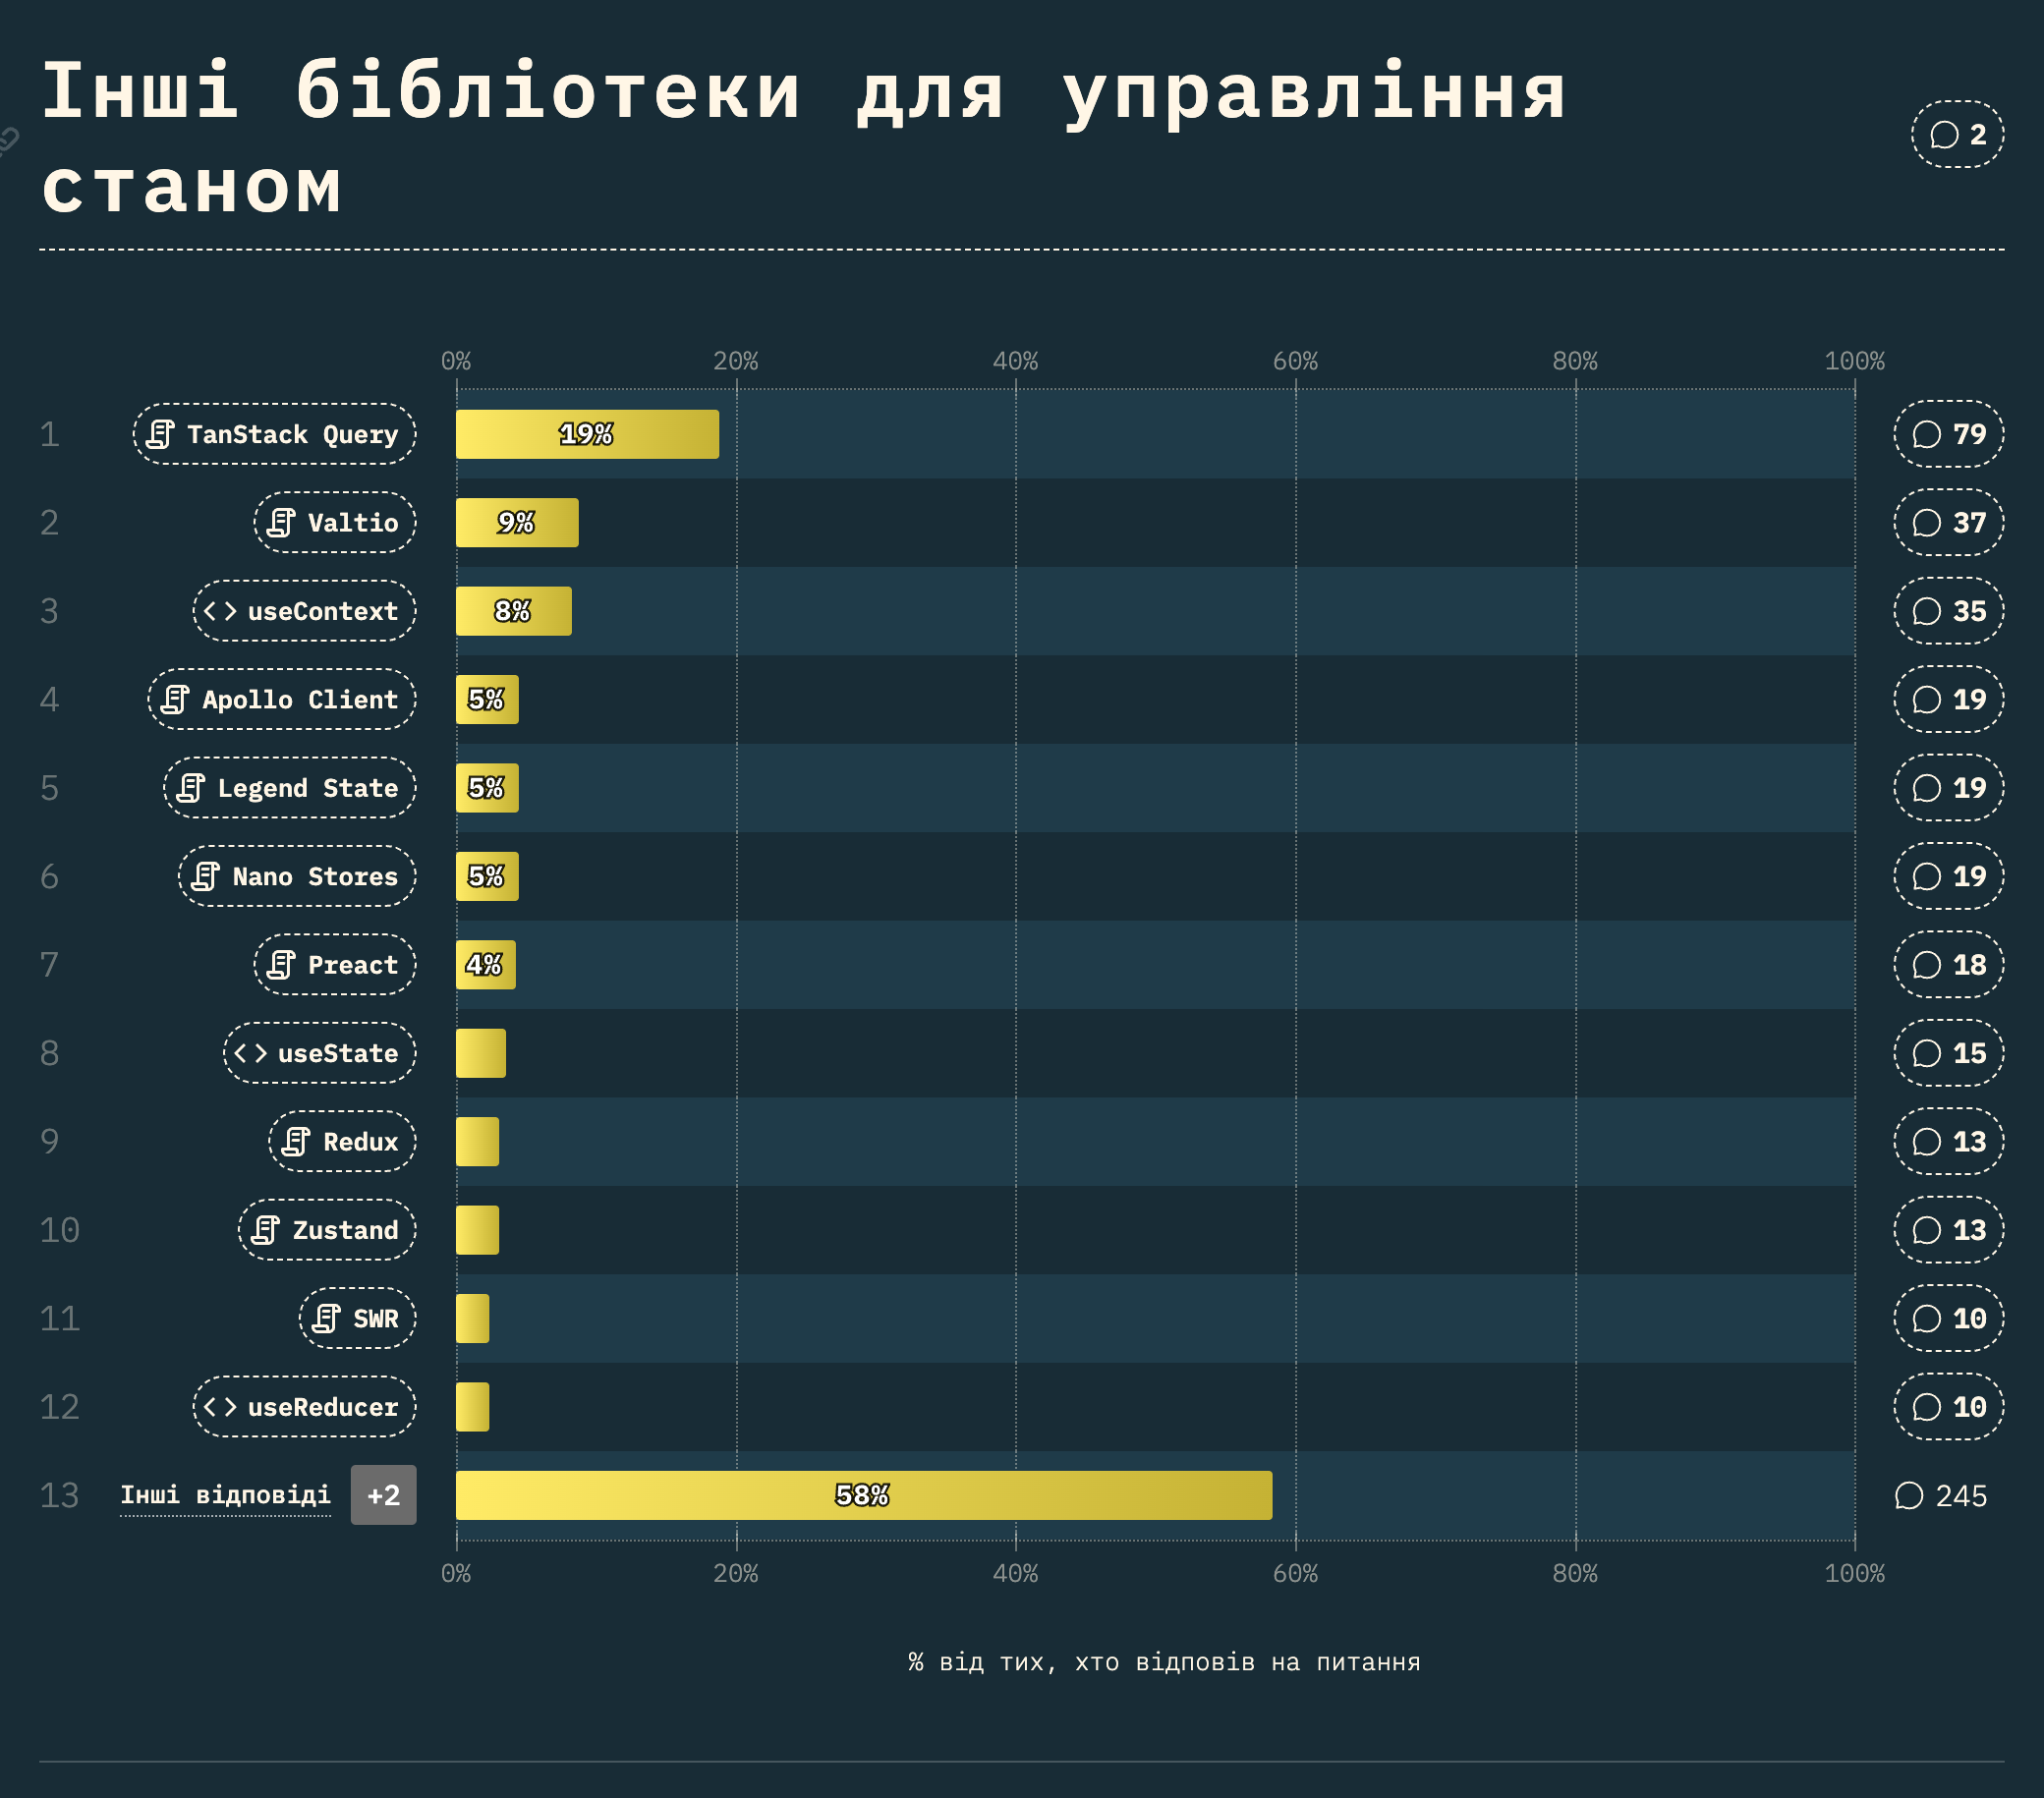 Інші бібліотеки для управління
станом
2
0% 20% 40% 60% 80% 100%
1 TanStack Query 19% 79
2 Valtio 9% 37
3 useContext 8% 35
4 Apollo Client 5% 19
5 Legend State 5% 19
6 Nano Stores 5% 19
7 Preact 4% 18
8 <> useState 15
9 Redux 13
10 Zustand 13
11 SWR 10
12 <> useReducer 10
13 Інші відповіді +2 58% 245
0% 20% 40% 60% 80% 100%
% від тих, хто відповів на питання